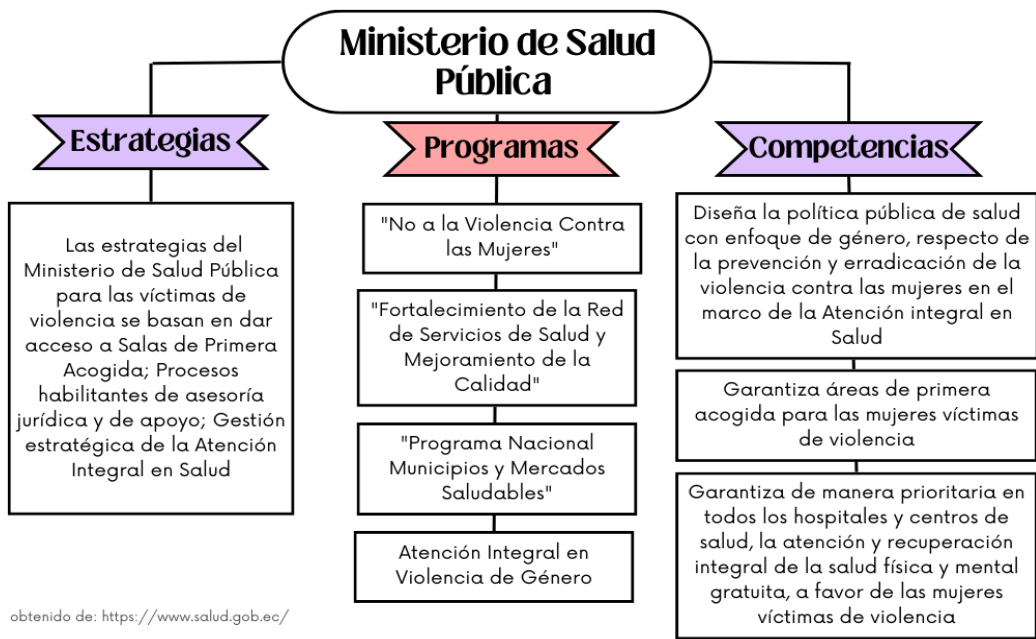 Ministerio de Salud
Pública
Estrategias
Las estrategias del
Ministerio de Salud Pública
para las víctimas de
violencia se basan en dar
acceso a Salas de Primera
Acogida; Procesos
habilitantes de asesoría
jurídica y de apoyo; Gestión
estratégica de la Atención
Integral en Salud
Programas
"No a la Violencia Contra
las Mujeres"
"Fortalecimiento de la Red
de Servicios de Salud y
Mejoramiento de la
Calidad"
"Programa Nacional
Municipios y Mercados
Saludables"
Atención Integral en
Violencia de Género
Competencias
Diseña la política pública de salud
con enfoque de género, respecto de
la prevención y erradicación de la
violencia contra las mujeres en el
marco de la Atención integral en
Salud
Garantiza áreas de primera
acogida para las mujeres víctimas
de violencia
Garantiza de manera prioritaria en
todos los hospitales y centros de
salud, la atención y recuperación
integral de la salud física y mental
gratuita, a favor de las mujeres
víctimas de violencia
obtenido de: https://www.salud.gob.ec/